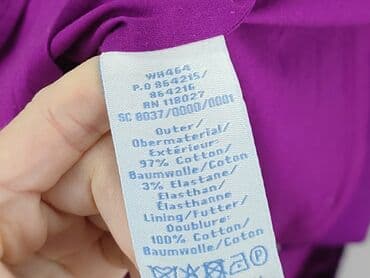 WH464
P.O 864215/
864216
RN 118027
SC 8037/0000/0001
Outer/
Obermaterial/
Extérieur:
97% Cotton/
Baumwolle/Coton
3% Elastane/
Elasthan/
Élasthanne
Lining/Futter/
Doublure:
100% Cotton/
Baumwolle/Coton